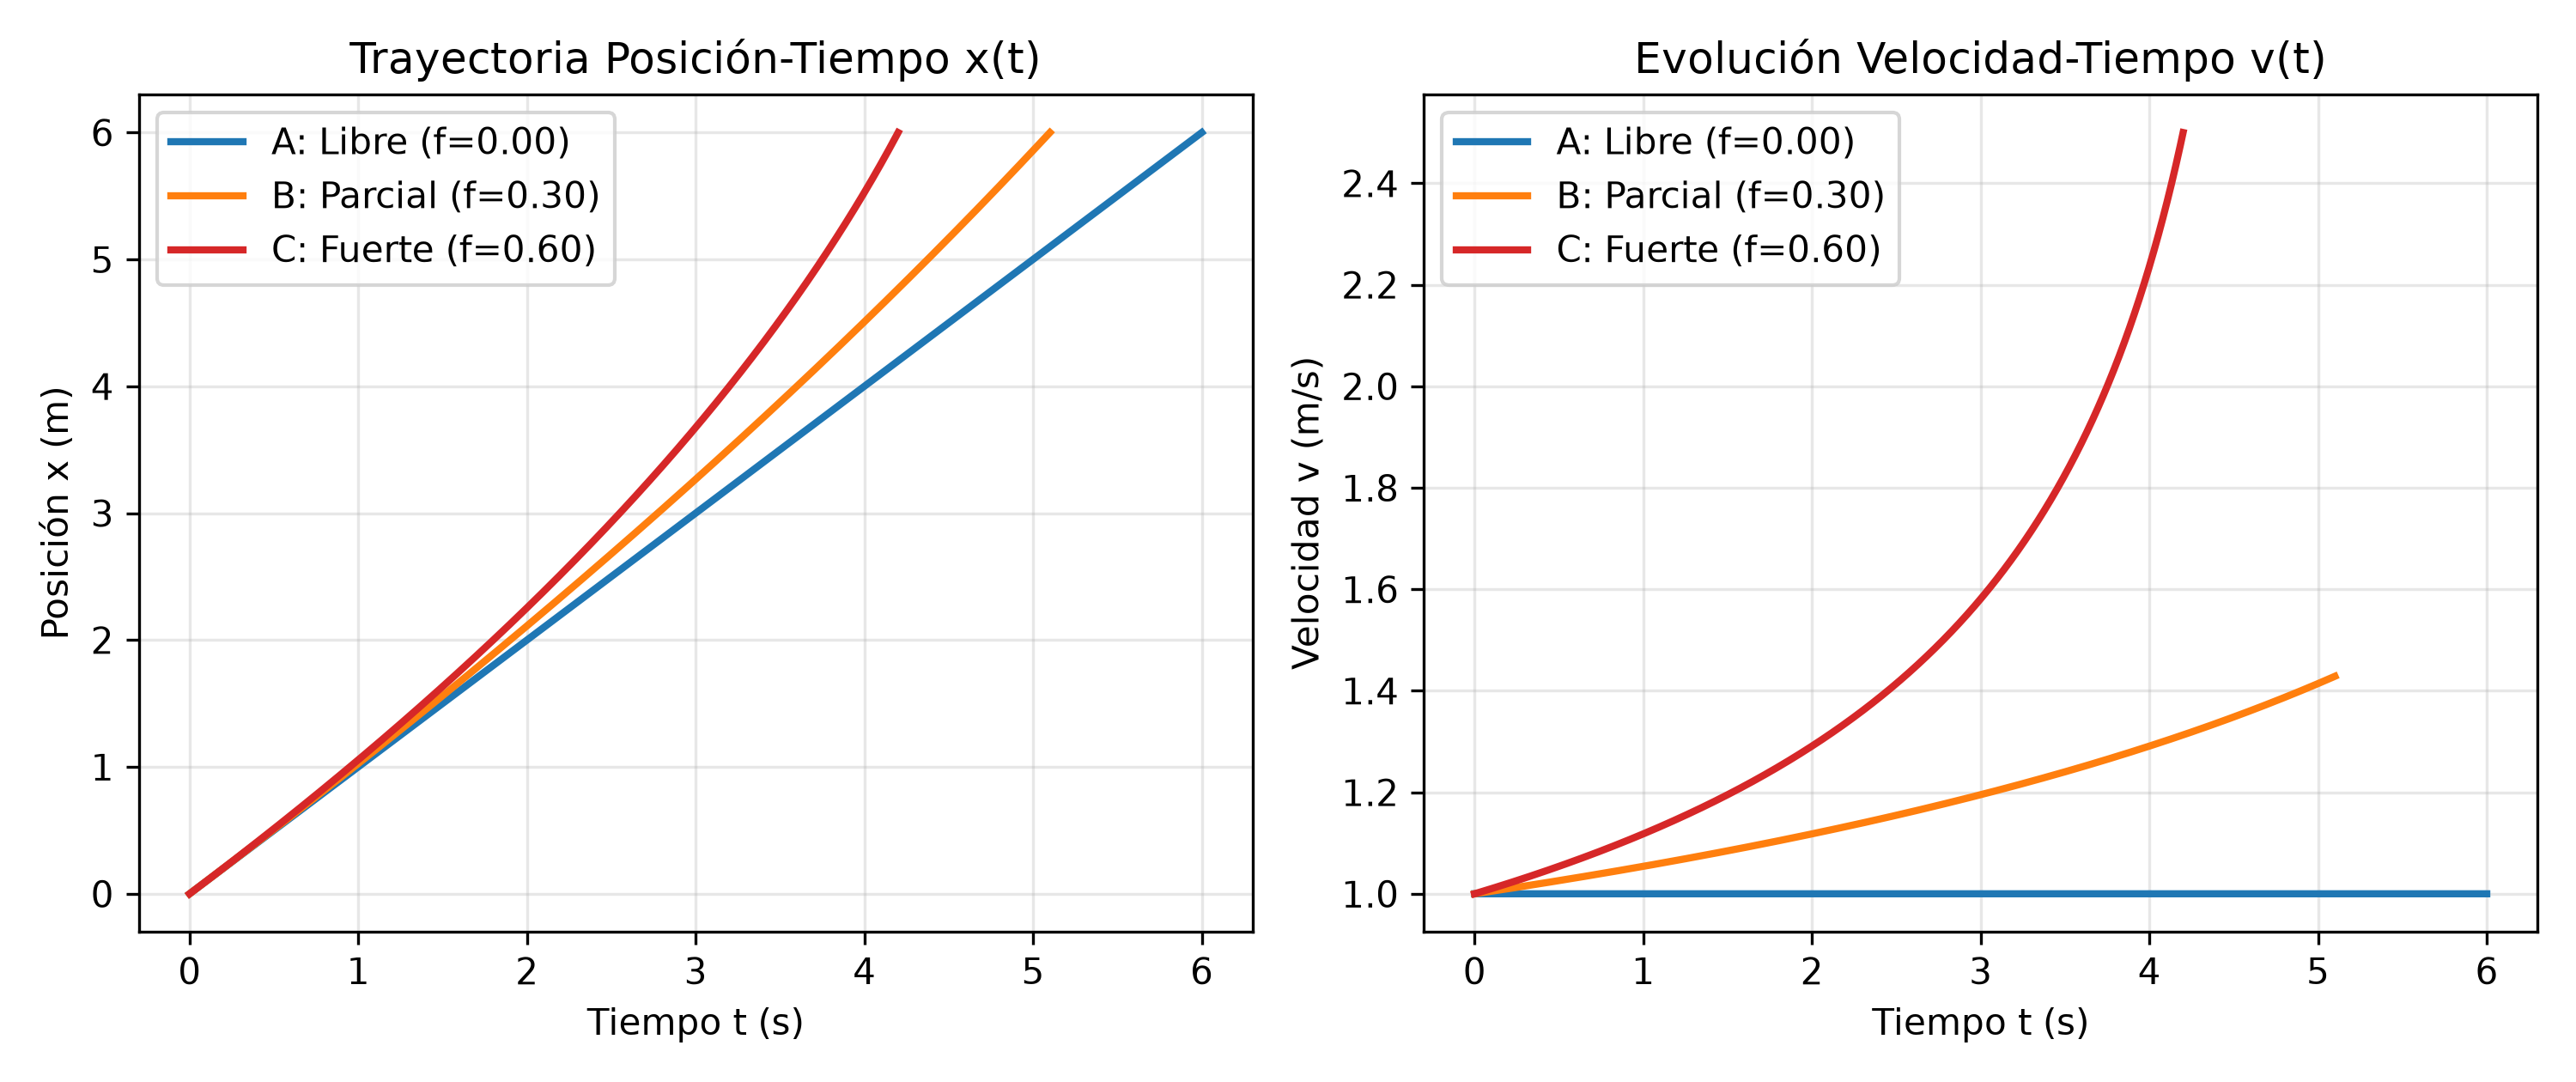 Trayectoria Posición-Tiempo x(t)
A: Libre (f=0.00)
B: Parcial (f=0.30)
C: Fuerte (f=0.60)
Posición x (m)
6
5
4
3
2
1
0
0 1 2 3 4 5 6
Tiempo t (s)
Evolución Velocidad-Tiempo v(t)
A: Libre (f=0.00)
B: Parcial (f=0.30)
C: Fuerte (f=0.60)
Velocidad v (m/s)
2.4
2.2
2.0
1.8
1.6
1.4
1.2
1.0
0 1 2 3 4 5 6
Tiempo t (s)